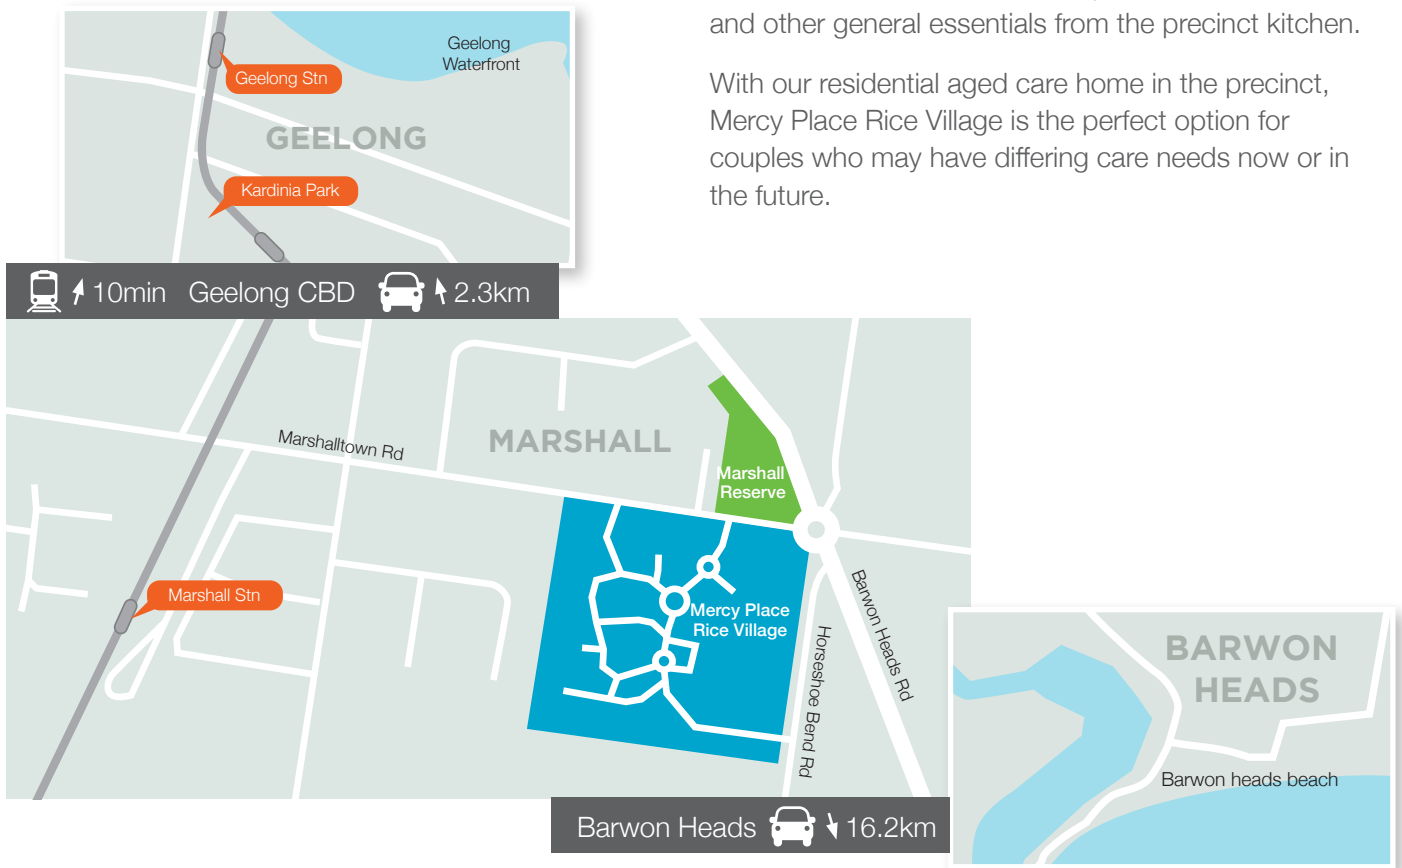 and other general essentials from the precinct kitchen.
With our residential aged care home in the precinct,
Mercy Place Rice Village is the perfect option for
couples who may have differing care needs now or in
the future.
Geelong
Waterfront
Geelong Stn
GEELONG
Kardinia Park
10min Geelong CBD 2.3km
Marshalltown Rd
MARSHALL
Marshall
Reserve
Marshall Stn
Mercy Place
Rice Village
Barwon Heads Rd
Horseshoe Bend Rd
BARWON
HEADS
Barwon heads beach
Barwon Heads 16.2km